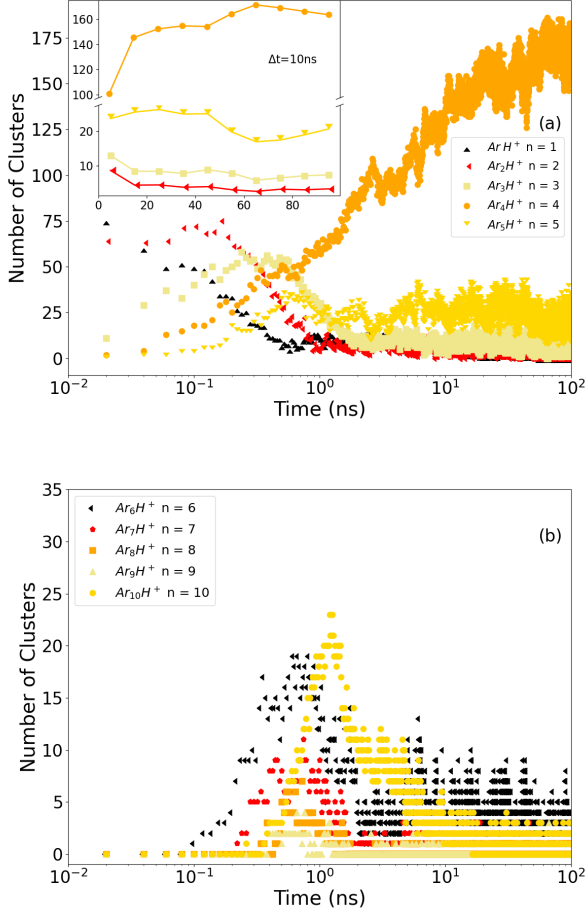 160
140
120
100
20
10
0 20 40 60 80
Δt=10ns
175
150
125
100
75
50
25
0
Number of Clusters
(a)
Ar H⁺ n = 1
Ar₂H⁺ n = 2
Ar₃H⁺ n = 3
Ar₄H⁺ n = 4
Ar₅H⁺ n = 5
10⁻² 10⁻¹ 10⁰ 10¹ 10²
Time (ns)
35
30
25
20
15
10
5
0
Number of Clusters
(b)
Ar₆H⁺ n = 6
Ar₇H⁺ n = 7
Ar₈H⁺ n = 8
Ar₉H⁺ n = 9
Ar₁₀H⁺ n = 10
10⁻² 10⁻¹ 10⁰ 10¹ 10²
Time (ns)